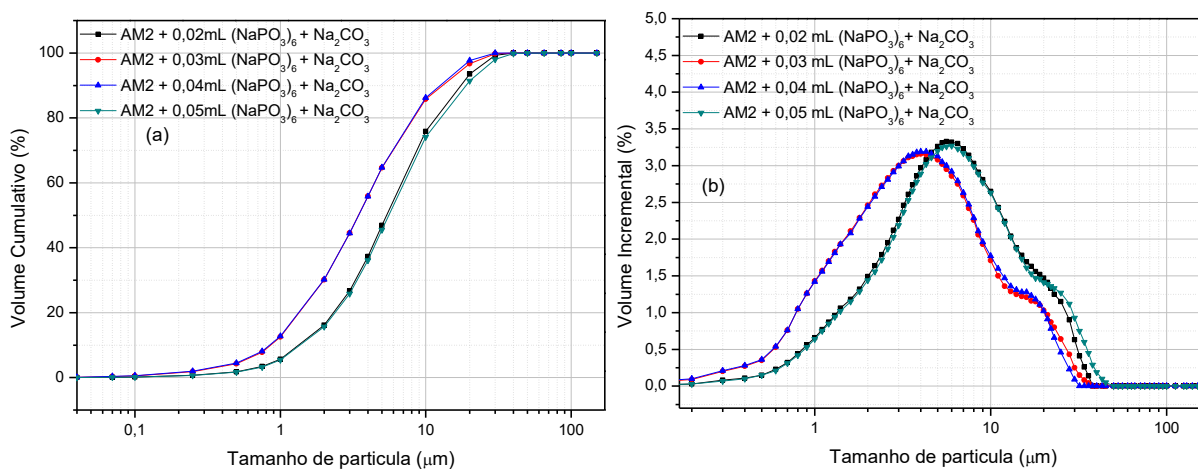 100
80
60
40
20
0
Volume Cumulativo (%)
AM2 + 0,02mL (NaPO₃)₆ + Na₂CO₃
AM2 + 0,03mL (NaPO₃)₆ + Na₂CO₃
AM2 + 0,04mL (NaPO₃)₆ + Na₂CO₃
AM2 + 0,05mL (NaPO₃)₆ + Na₂CO₃
(a)
0,1 1 10 100
Tamanho de particula (μm)
5,0
4,5
4,0
3,5
3,0
2,5
2,0
1,5
1,0
0,5
0,0
Volume Incremental (%)
AM2 + 0,02 mL (NaPO₃)₆ + Na₂CO₃
AM2 + 0,03 mL (NaPO₃)₆ + Na₂CO₃
AM2 + 0,04 mL (NaPO₃)₆ + Na₂CO₃
AM2 + 0,05 mL (NaPO₃)₆ + Na₂CO₃
(b)
1 10 100
Tamanho de particula (μm)